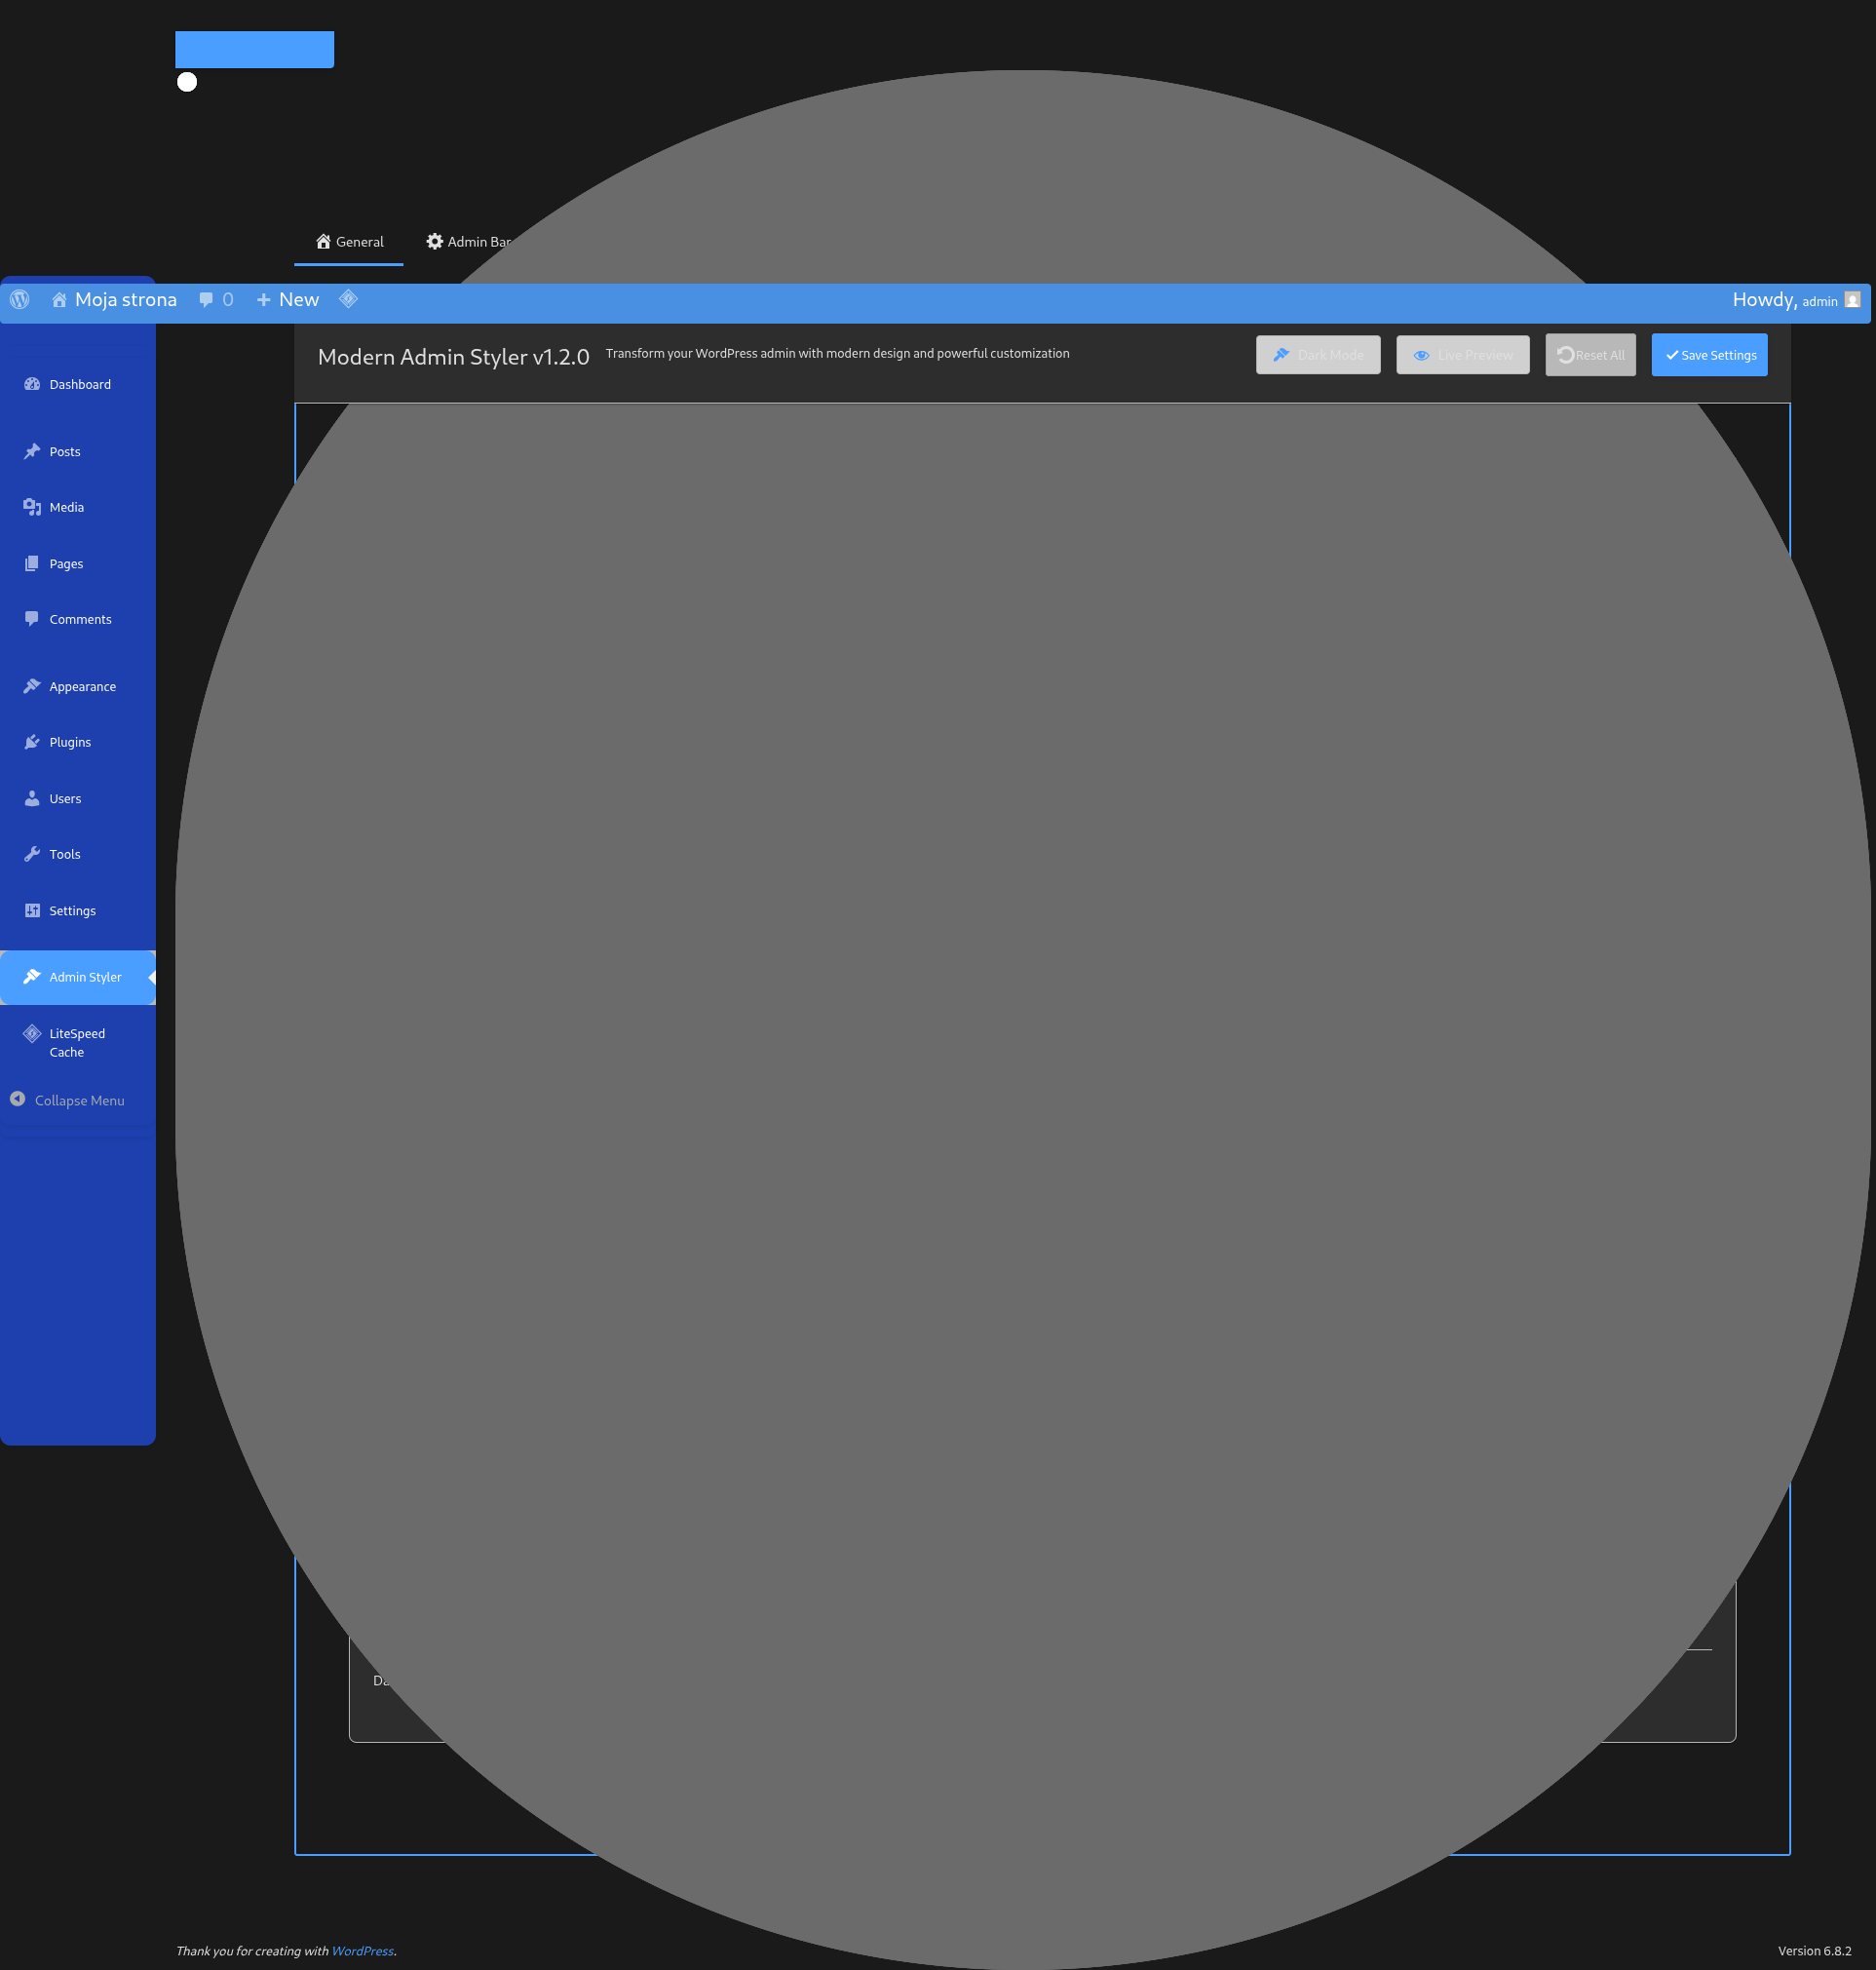 General
Admin Bar
Moja strona
0
New
Howdy, admin
Modern Admin Styler v1.2.0
Transform your WordPress admin with modern design and powerful customization
Dark Mode
Live Preview
Reset All
Save Settings
Dashboard
Posts
Media
Pages
Comments
Appearance
Plugins
Users
Tools
Settings
Admin Styler
LiteSpeed
Cache
Collapse Menu
Thank you for creating with WordPress.
Version 6.8.2